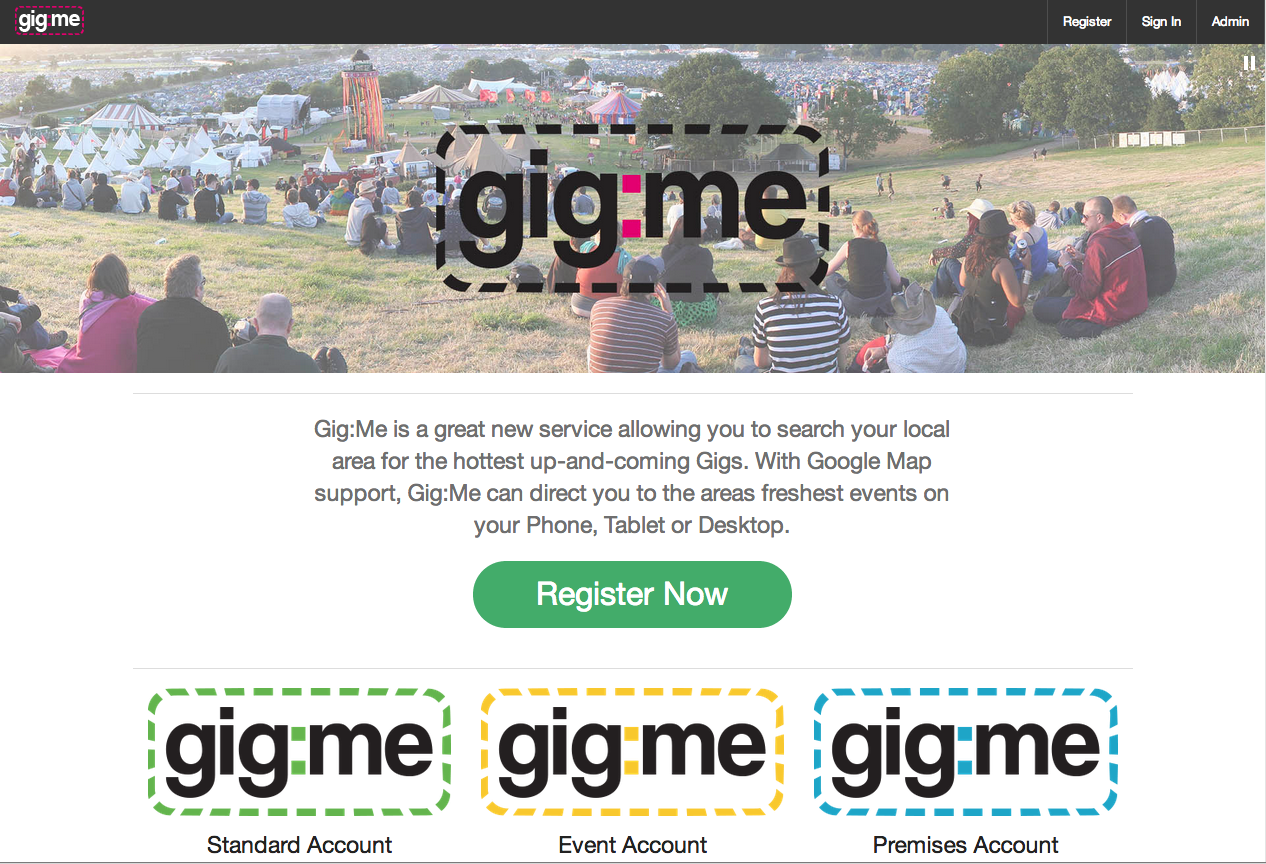 gig:me
Register
Sign In
Admin
gig:me
Gig:Me is a great new service allowing you to search your local
area for the hottest up-and-coming Gigs. With Google Map
support, Gig:Me can direct you to the areas freshest events on
your Phone, Tablet or Desktop.
Register Now
gig:me
gig:me
gig:me
Standard Account
Event Account
Premises Account